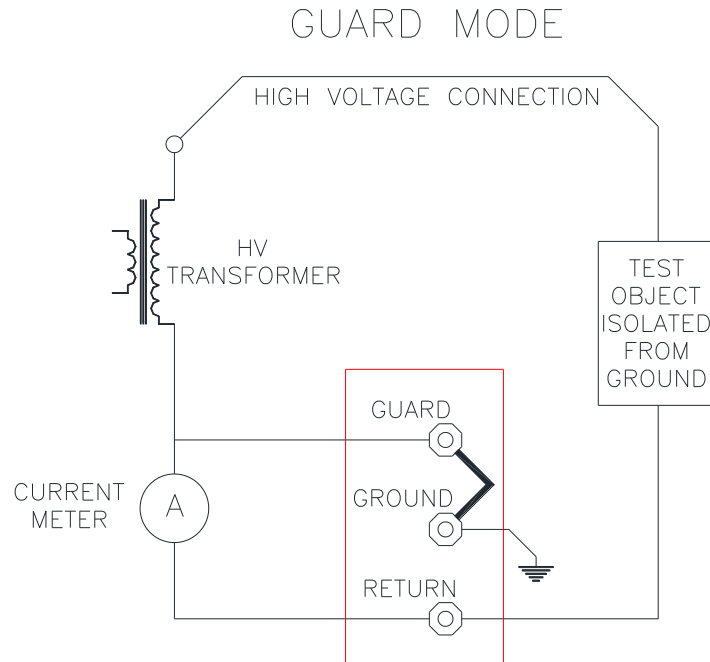 GUARD MODE
HIGH VOLTAGE CONNECTION
HV
TRANSFORMER
TEST
OBJECT
ISOLATED
FROM
GROUND
GUARD
GROUND
CURRENT
METER
A
RETURN